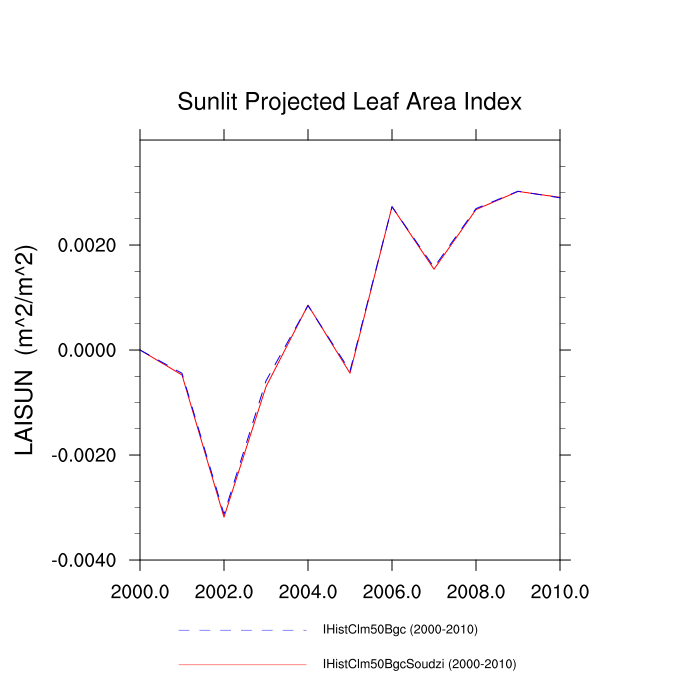 Sunlit Projected Leaf Area Index
LAISUN (m^2/m^2)
0.0020
0.0000
-0.0020
-0.0040
2000.0 2002.0 2004.0 2006.0 2008.0 2010.0
IHistClm50Bgc (2000-2010)
IHistClm50BgcSoudzi (2000-2010)